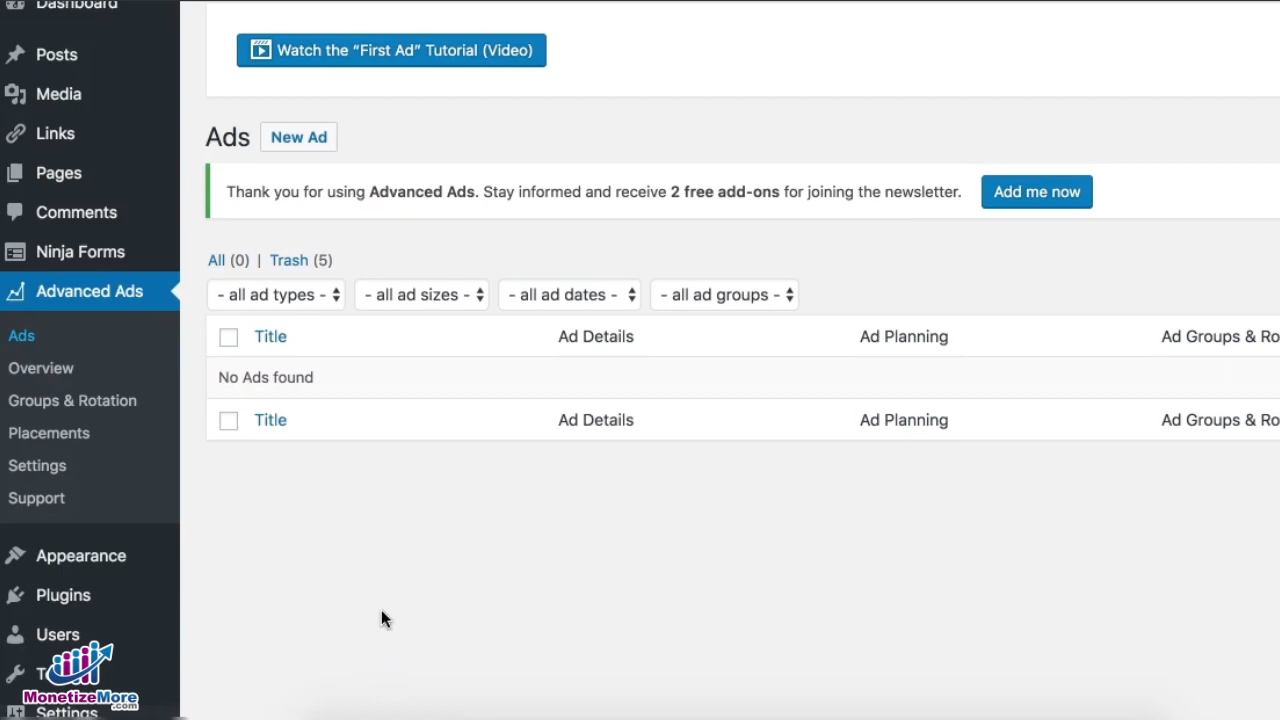 Dashboard
Posts
Media
Links
Pages
Comments
Ninja Forms
Advanced Ads
Ads
Overview
Groups & Rotation
Placements
Settings
Support
Appearance
Plugins
Users
Settings
MonetizeMore
.com
Watch the “First Ad” Tutorial (Video)
Ads New Ad
Thank you for using Advanced Ads. Stay informed and receive 2 free add-ons for joining the newsletter. Add me now
All (0) | Trash (5)
- all ad types - - all ad sizes - - all ad dates - - all ad groups -
Title Ad Details Ad Planning Ad Groups & Ro
No Ads found
Title Ad Details Ad Planning Ad Groups & Ro